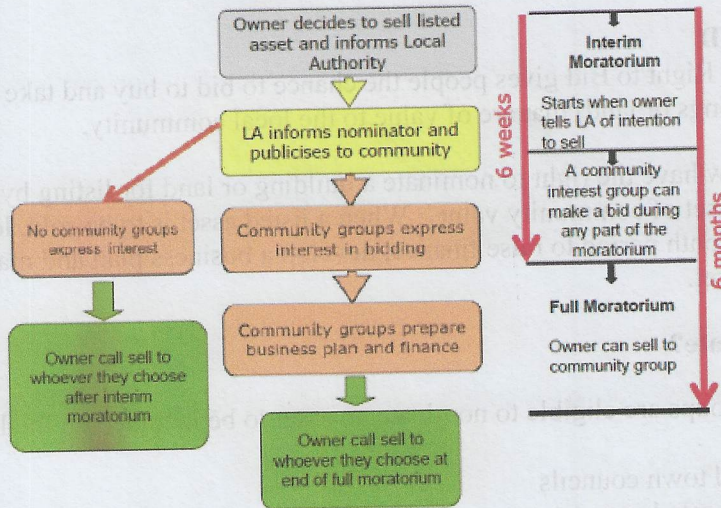 Owner decides to sell listed
asset and informs Local
Authority
LA informs nominator and
publicises to community
No community groups
express interest
Community groups express
interest in bidding
Community groups prepare
business plan and finance
Owner call sell to
whoever they choose
after interim
moratorium
Owner call sell to
whoever they choose at
end of full moratorium
6 weeks
Interim
Moratorium
Starts when owner
tells LA of intention
to sell
A community
interest group can
make a bid during
any part of the
moratorium
Full Moratorium
Owner can sell to
community group
6 months